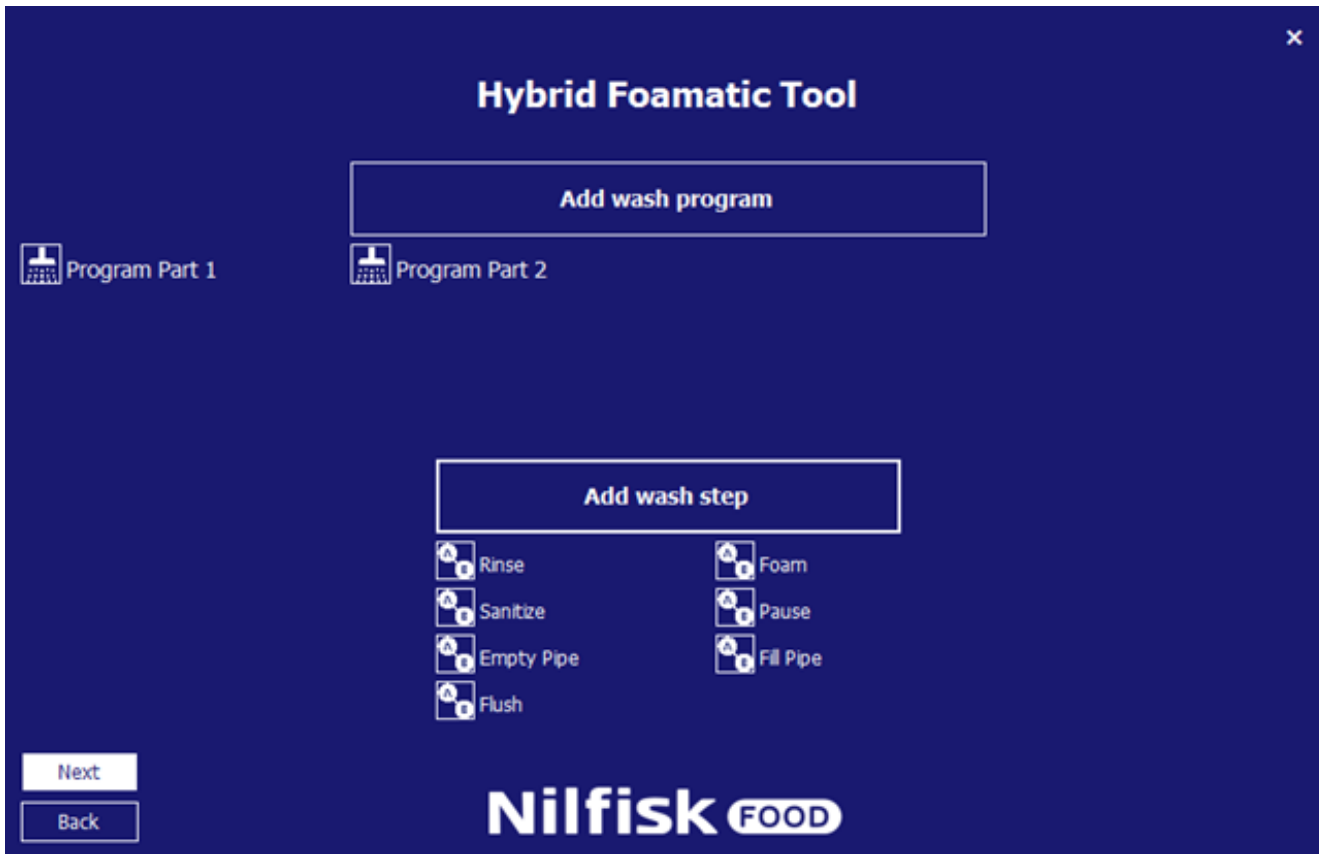 ×
Hybrid Foamatic Tool
Add wash program
Program Part 1
Program Part 2
Add wash step
Rinse
Foam
Sanitize
Pause
Empty Pipe
Fill Pipe
Flush
Next
Back
Nilfisk FOOD